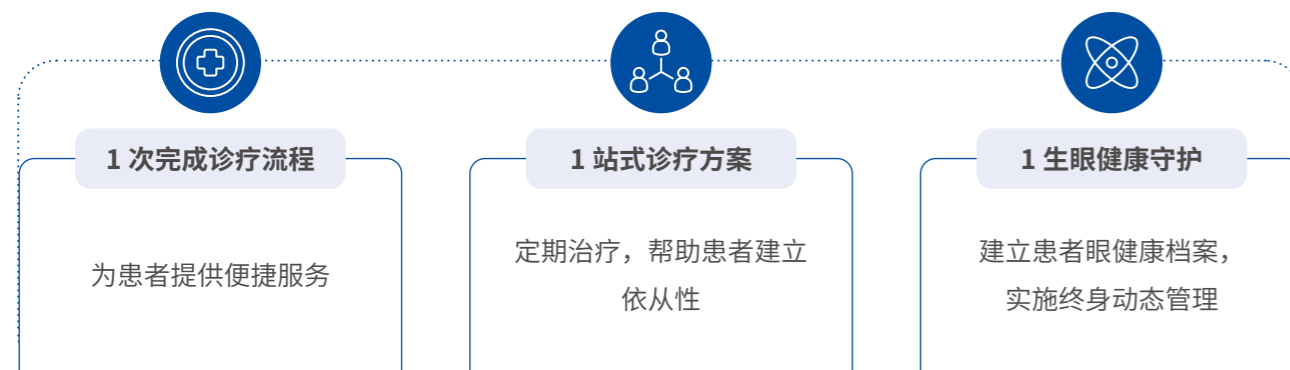 1 次完成诊疗流程
为患者提供便捷服务
1 站式诊疗方案
定期治疗，帮助患者建立
依从性
1 生眼健康守护
建立患者眼健康档案，
实施终身动态管理